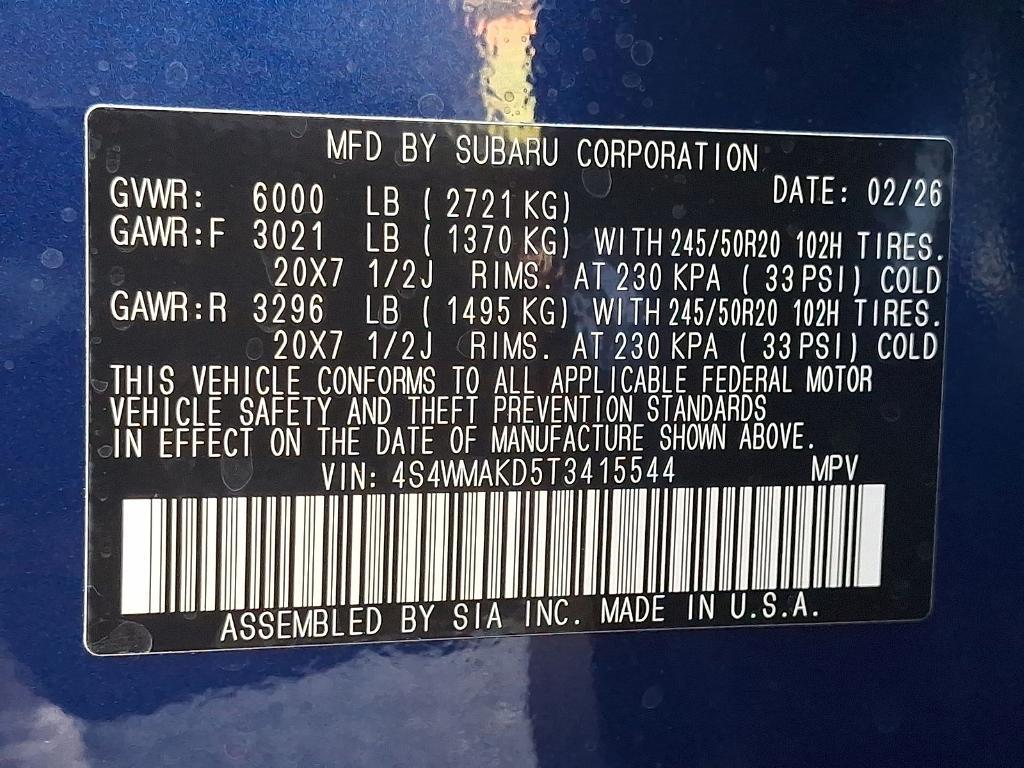 MFD BY SUBARU CORPORATION
GVWR: 6000 LB ( 2721 KG) DATE: 02/26
GAWR:F 3021 LB ( 1370 KG) WITH 245/50R20 102H TIRES.
20X7 1/2J RIMS. AT 230 KPA ( 33 PSI) COLD
GAWR:R 3296 LB ( 1495 KG) WITH 245/50R20 102H TIRES.
20X7 1/2J RIMS. AT 230 KPA ( 33 PSI) COLD
THIS VEHICLE CONFORMS TO ALL APPLICABLE FEDERAL MOTOR
VEHICLE SAFETY AND THEFT PREVENTION STANDARDS
IN EFFECT ON THE DATE OF MANUFACTURE SHOWN ABOVE.
VIN: 4S4WMAKD5T3415544 MPV
ASSEMBLED BY SIA INC. MADE IN U.S.A.